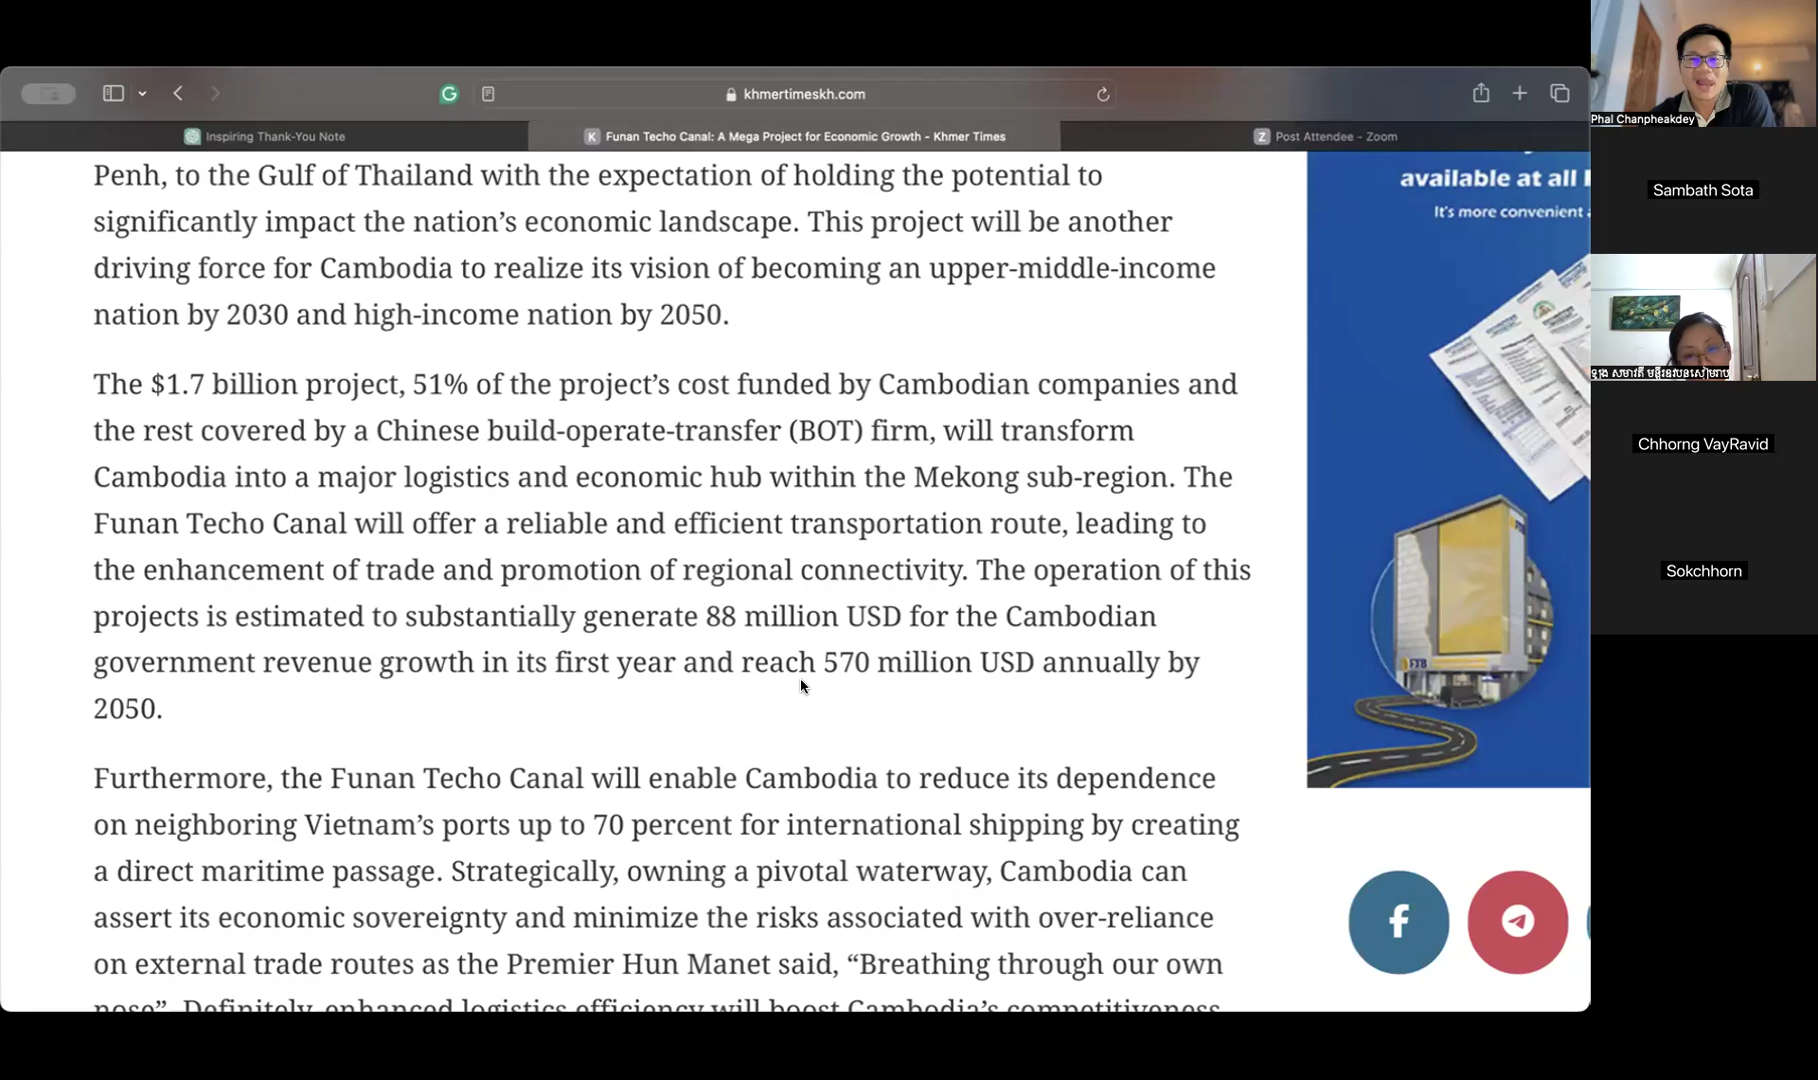 khmertimeskh.com
Inspiring Thank-You Note
K Funan Techo Canal: A Mega Project for Economic Growth - Khmer Times
Z Post Attendee - Zoom
Penh, to the Gulf of Thailand with the expectation of holding the potential to
significantly impact the nation’s economic landscape. This project will be another
driving force for Cambodia to realize its vision of becoming an upper-middle-income
nation by 2030 and high-income nation by 2050.
The $1.7 billion project, 51% of the project’s cost funded by Cambodian companies and
the rest covered by a Chinese build-operate-transfer (BOT) firm, will transform
Cambodia into a major logistics and economic hub within the Mekong sub-region. The
Funan Techo Canal will offer a reliable and efficient transportation route, leading to
the enhancement of trade and promotion of regional connectivity. The operation of this
projects is estimated to substantially generate 88 million USD for the Cambodian
government revenue growth in its first year and reach 570 million USD annually by
2050.
Furthermore, the Funan Techo Canal will enable Cambodia to reduce its dependence
on neighboring Vietnam’s ports up to 70 percent for international shipping by creating
a direct maritime passage. Strategically, owning a pivotal waterway, Cambodia can
assert its economic sovereignty and minimize the risks associated with over-reliance
on external trade routes as the Premier Hun Manet said, “Breathing through our own
nose”. Definitely, enhanced logistics efficiency will boost Cambodia’s competitiveness
available at all
It's more convenient
FTB
FTB
Phal Chanpheakdey
Sambath Sota
Chhorng VayRavid
Sokchhorn